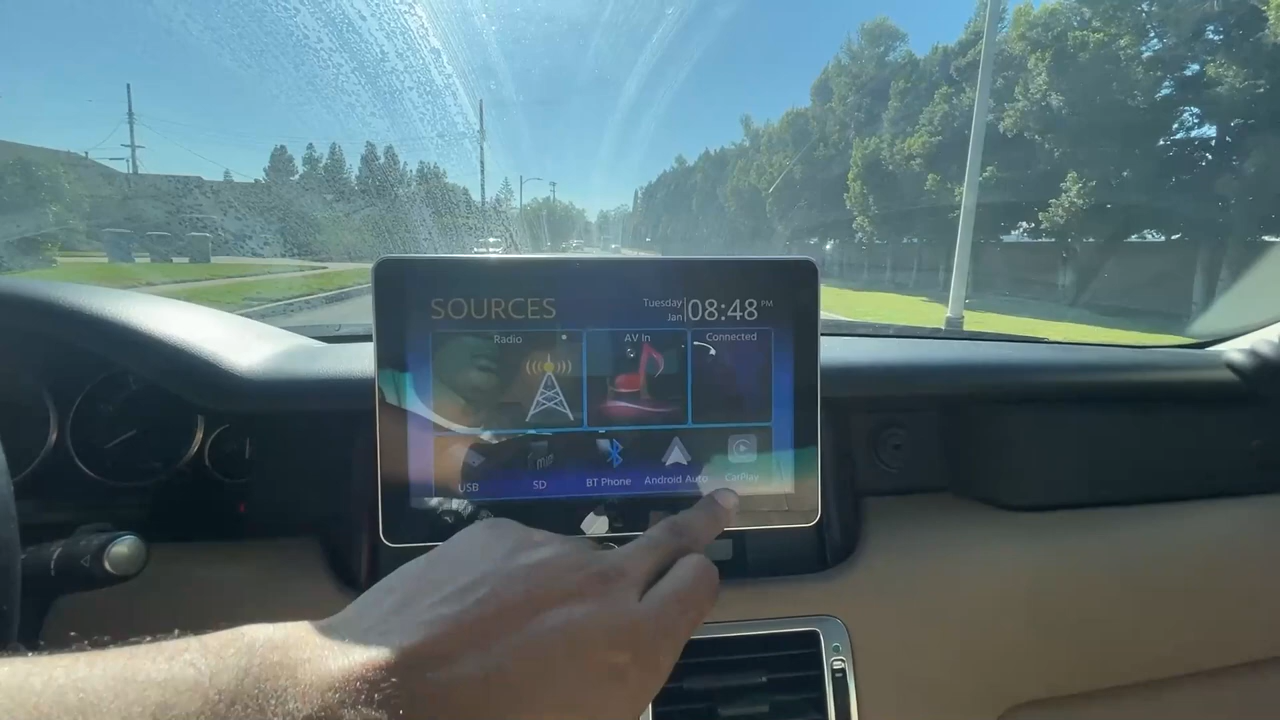 SOURCES
Tuesday
Jan
08:48 PM
Radio
AV In
Connected
USB
SD
BT Phone
Android Auto
CarPlay